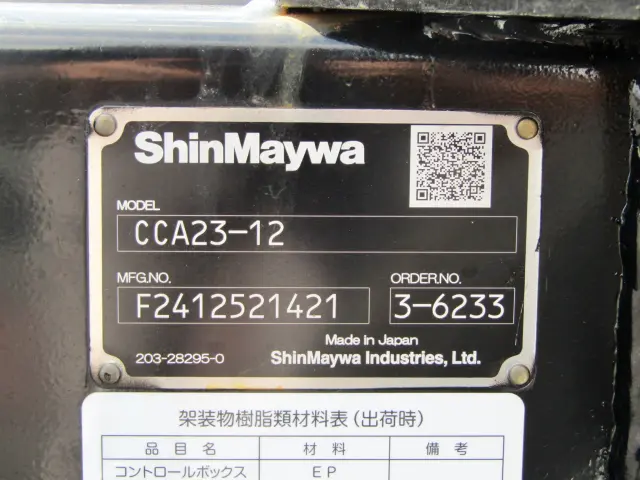 ShinMaywa
MODEL
CCA23-12
MFG.NO. ORDER.NO.
F2412521421 3-6233
Made in Japan
203-28295-0 ShinMaywa Industries, Ltd.
架装物樹脂類材料表（出荷時）
品目名 材料 備考
コントロールボックス EP